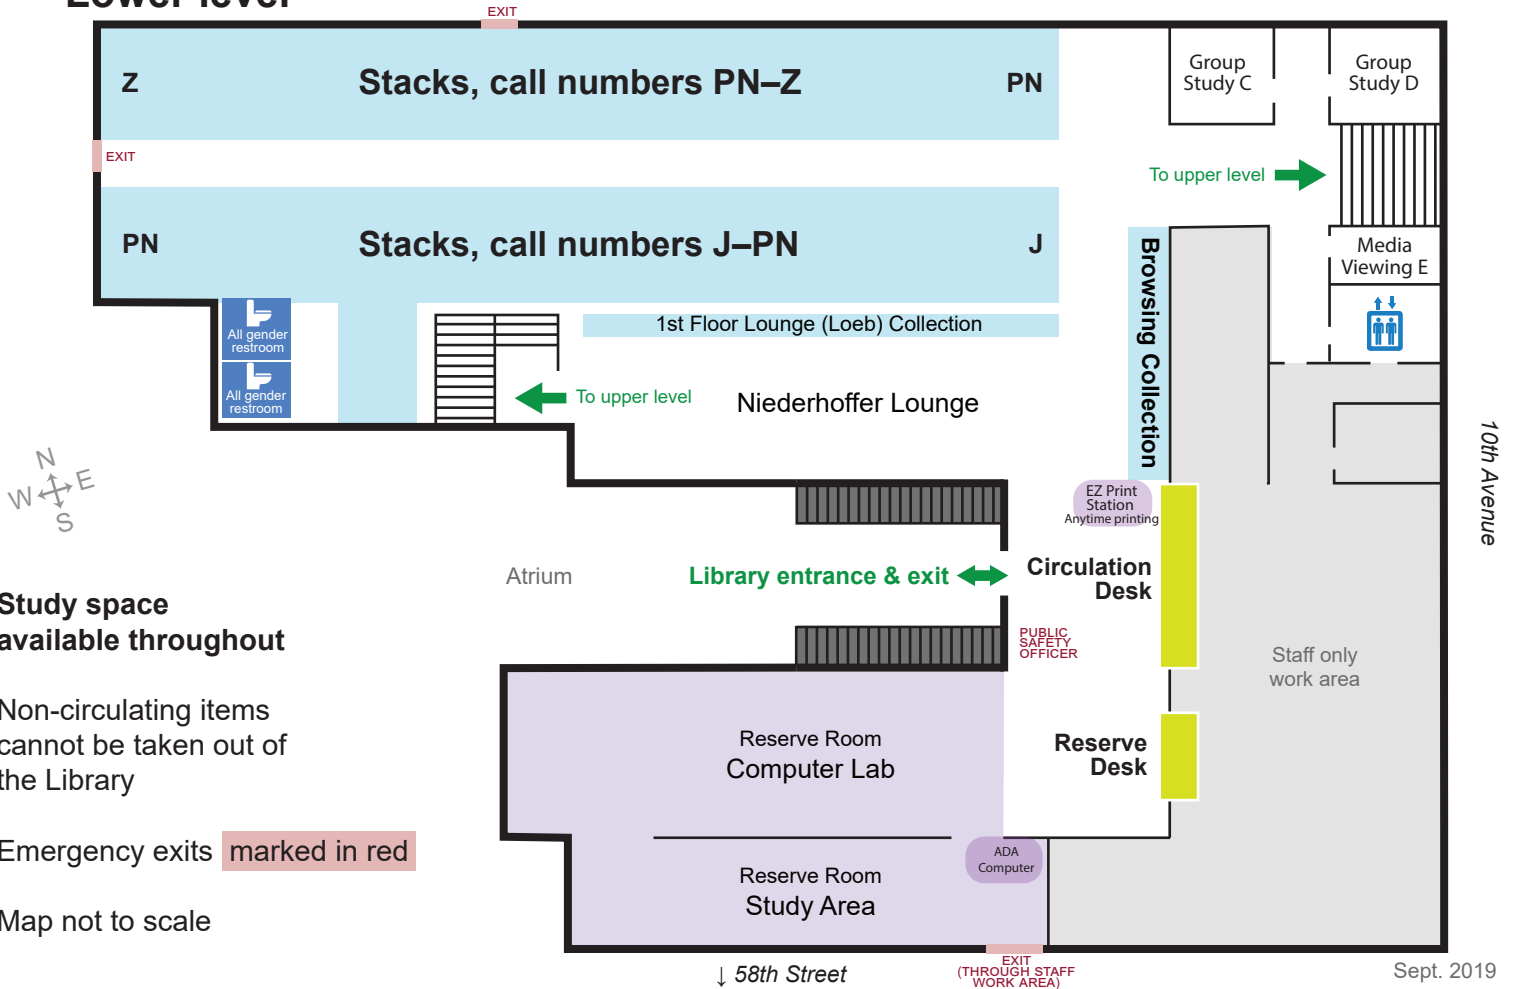 Lower level
EXIT
Z
Stacks, call numbers PN–Z
PN
Group
Study C
Group
Study D
EXIT
To upper level
PN
Stacks, call numbers J–PN
J
Browsing Collection
Media
Viewing E
All gender
restroom
1st Floor Lounge (Loeb) Collection
All gender
restroom
To upper level
Niederhoffer Lounge
10th Avenue
N
W
E
S
EZ Print
Station
Anytime printing
Atrium
Library entrance & exit
Circulation
Desk
Study space
available throughout
PUBLIC
SAFETY
OFFICER
Staff only
work area
Non-circulating items
cannot be taken out of
the Library
Reserve Room
Computer Lab
Reserve
Desk
Emergency exits marked in red
ADA
Computer
Reserve Room
Study Area
Map not to scale
↓ 58th Street
EXIT
(THROUGH STAFF
WORK AREA)
Sept. 2019